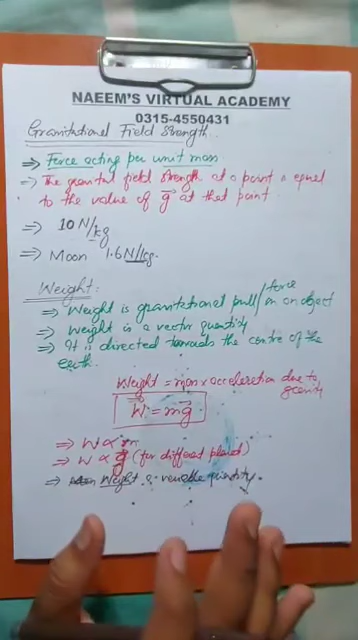 NAEEM'S VIRTUAL ACADEMY
0315-4550431
Gravitational Field Strength
⇒ Force acting per unit mass
⇒ The gravital field strength at a point is equal
to the value of g⃗ at that point.
⇒ 10 N/kg
⇒ Moon 1.6N/kg.
Weight:
⇒ Weight is gravitational pull/force on an object
⇒ Weight is a vector quantity
⇒ It is directed towards the centre of the
earth.
Weight = mass x acceleration due to
gravity
W⃗ = mg⃗
⇒ W ∝ m
⇒ W ∝ g⃗ (for different planet)
⇒ Weight is variable quantity.